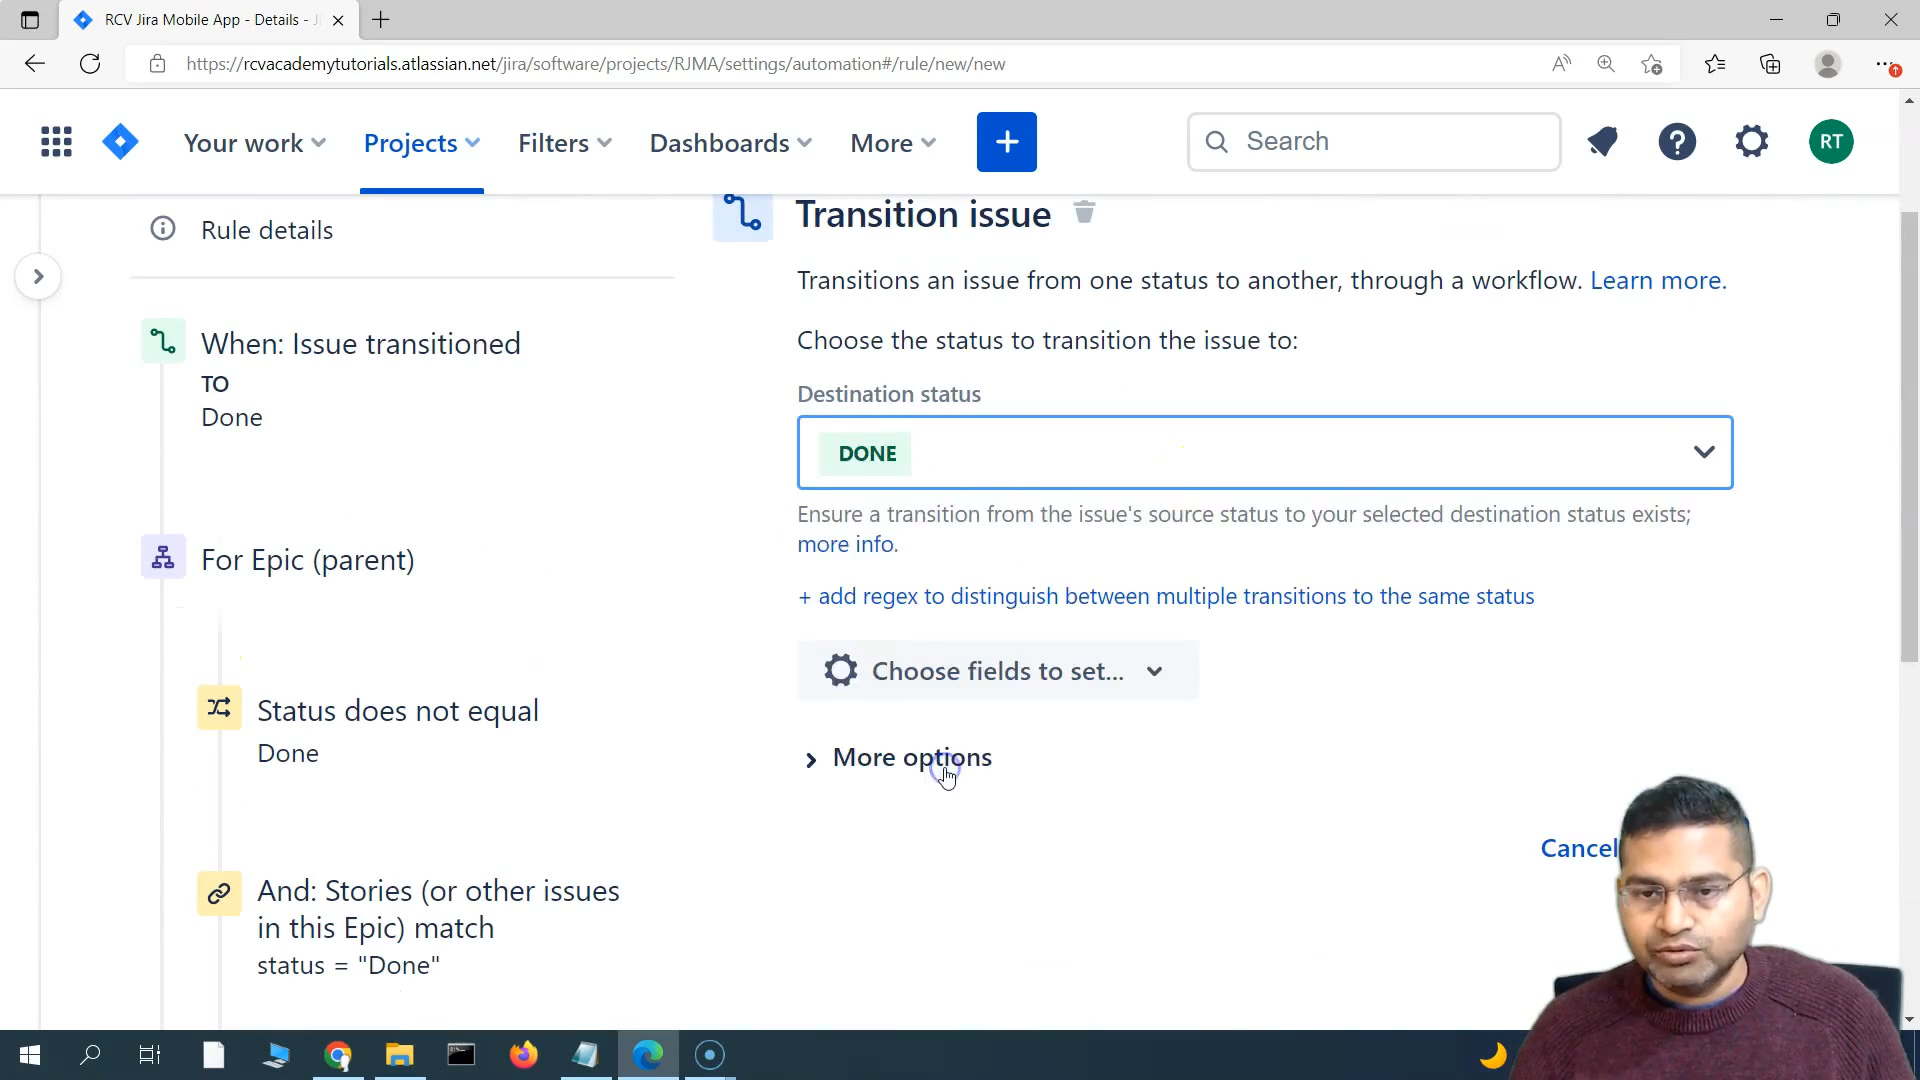 RCV Jira Mobile App - Details - J
https://rcvacademytutorials.atlassian.net/jira/software/projects/RJMA/settings/automation#/rule/new/new
Your work
Projects
Filters
Dashboards
More
Search
RT
Rule details
When: Issue transitioned
TO
Done
For Epic (parent)
Status does not equal
Done
And: Stories (or other issues
in this Epic) match
status = "Done"
Transition issue
Transitions an issue from one status to another, through a workflow. Learn more.
Choose the status to transition the issue to:
Destination status
DONE
Ensure a transition from the issue's source status to your selected destination status exists;
more info.
+ add regex to distinguish between multiple transitions to the same status
Choose fields to set...
More options
Cancel